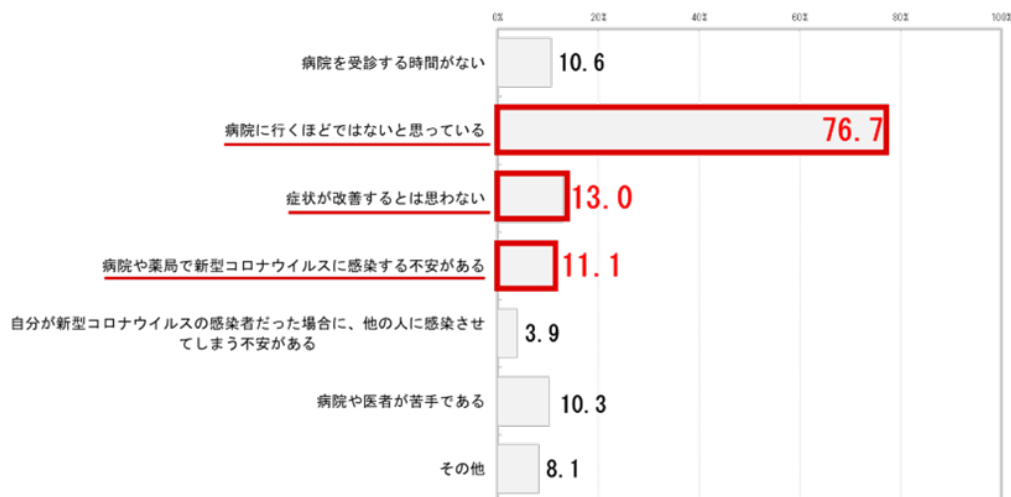 0% 20% 40% 60% 80% 100%
病院を受診する時間がない 10.6
病院に行くほどではないと思っている 76.7
症状が改善するとは思わない 13.0
病院や薬局で新型コロナウイルスに感染する不安がある 11.1
自分が新型コロナウイルスの感染者だった場合に、他の人に感染させ
てしまう不安がある 3.9
病院や医者が苦手である 10.3
その他 8.1